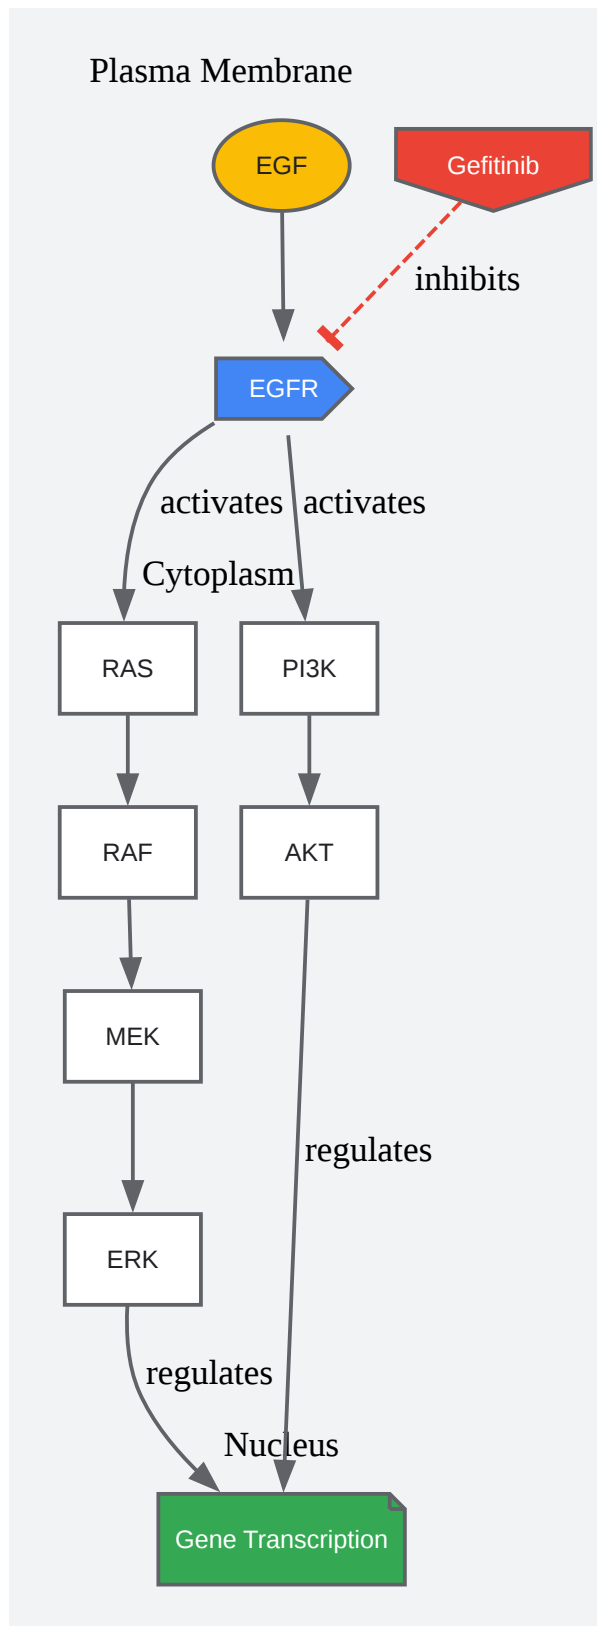 Plasma Membrane
EGF
Gefitinib
inhibits
EGFR
activates
activates
Cytoplasm
RAS
PI3K
RAF
AKT
MEK
regulates
ERK
regulates
Nucleus
Gene Transcription